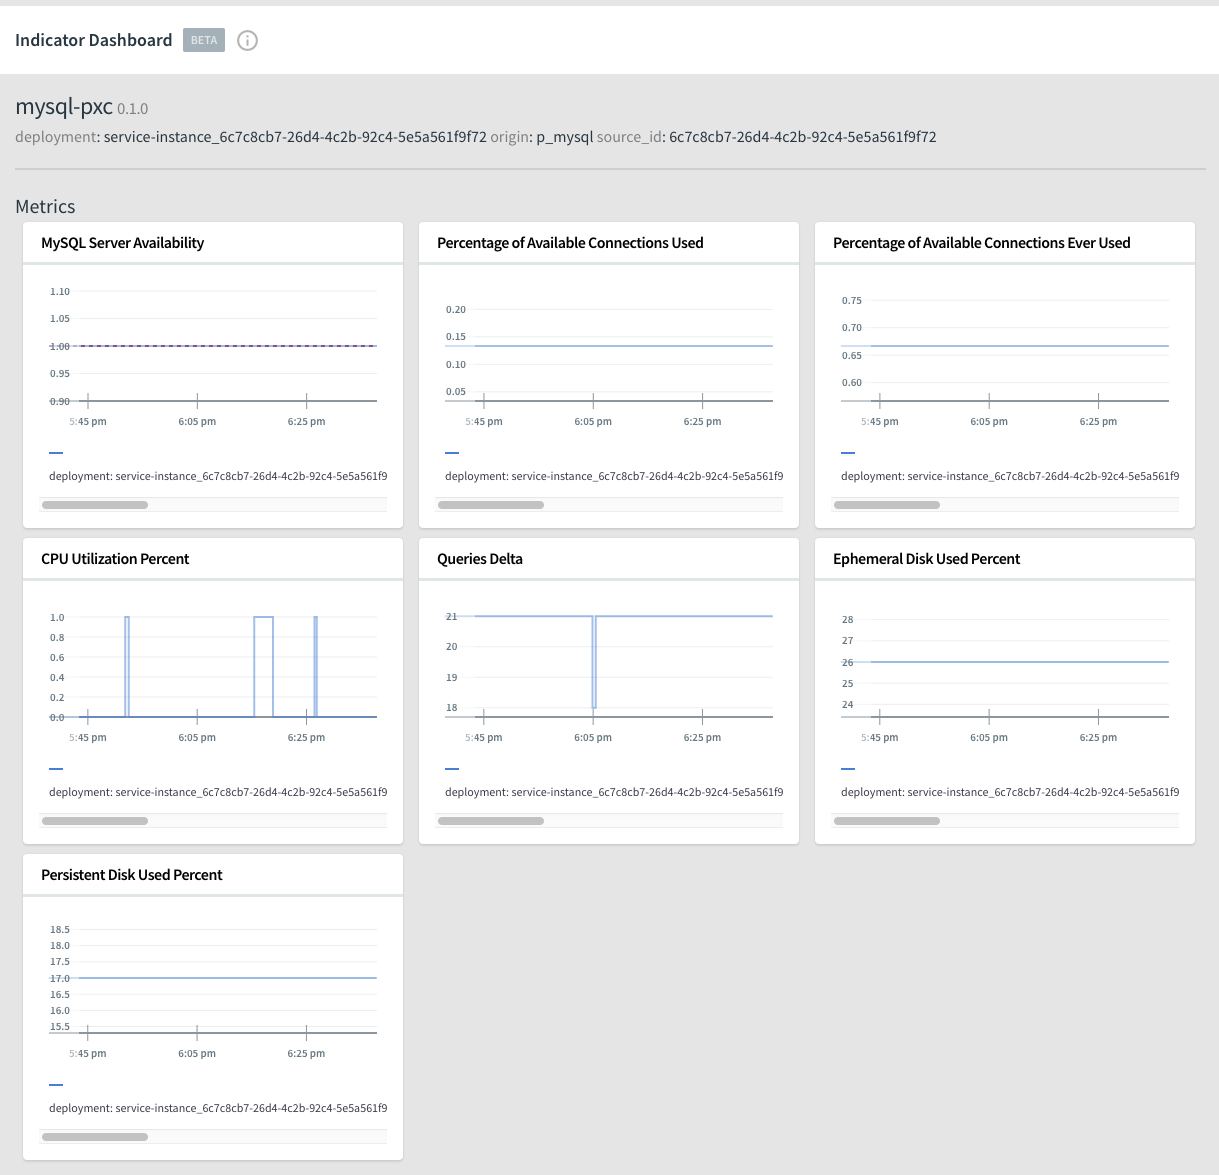 Indicator Dashboard BETA
mysql-pxc 0.1.0
deployment: service-instance_6c7c8cb7-26d4-4c2b-92c4-5e5a561f9f72 origin: p_mysql source_id: 6c7c8cb7-26d4-4c2b-92c4-5e5a561f9f72
Metrics
MySQL Server Availability
1.10
1.05
1.00
0.95
0.90
5:45 pm 6:05 pm 6:25 pm
deployment: service-instance_6c7c8cb7-26d4-4c2b-92c4-5e5a561f9
Percentage of Available Connections Used
0.20
0.15
0.10
0.05
5:45 pm 6:05 pm 6:25 pm
deployment: service-instance_6c7c8cb7-26d4-4c2b-92c4-5e5a561f9
Percentage of Available Connections Ever Used
0.75
0.70
0.65
0.60
5:45 pm 6:05 pm 6:25 pm
deployment: service-instance_6c7c8cb7-26d4-4c2b-92c4-5e5a561f9
CPU Utilization Percent
1.0
0.8
0.6
0.4
0.2
0.0
5:45 pm 6:05 pm 6:25 pm
deployment: service-instance_6c7c8cb7-26d4-4c2b-92c4-5e5a561f9
Queries Delta
21
20
19
18
5:45 pm 6:05 pm 6:25 pm
deployment: service-instance_6c7c8cb7-26d4-4c2b-92c4-5e5a561f9
Ephemeral Disk Used Percent
28
27
26
25
24
5:45 pm 6:05 pm 6:25 pm
deployment: service-instance_6c7c8cb7-26d4-4c2b-92c4-5e5a561f9
Persistent Disk Used Percent
18.5
18.0
17.5
17.0
16.5
16.0
15.5
5:45 pm 6:05 pm 6:25 pm
deployment: service-instance_6c7c8cb7-26d4-4c2b-92c4-5e5a561f9